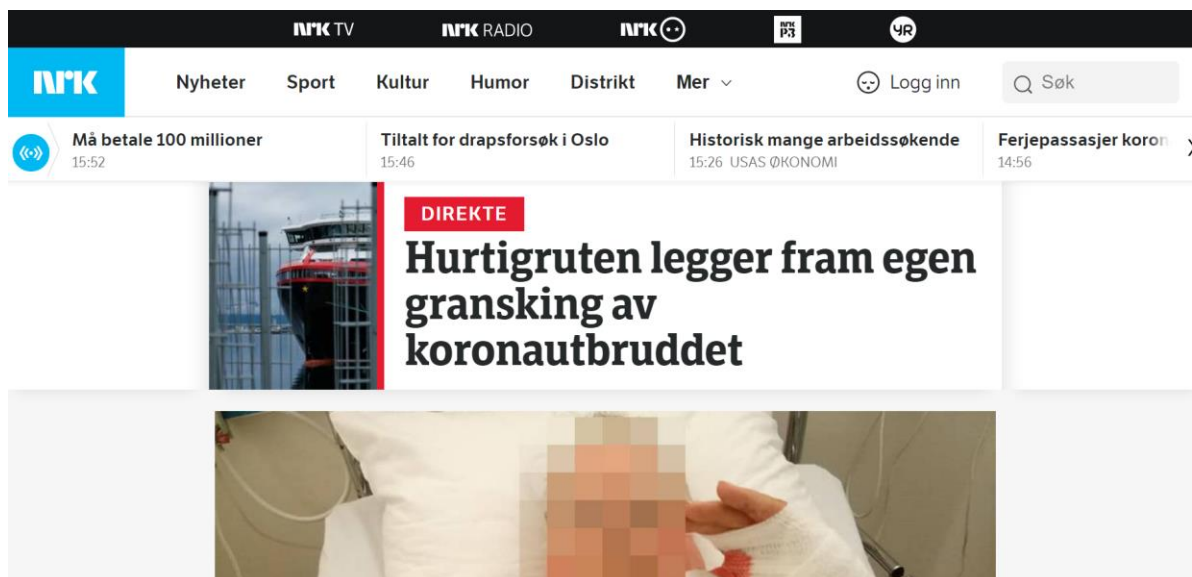 NRK TV NRK RADIO NRK NRK P3 YR
NRK Nyheter Sport Kultur Humor Distrikt Mer Logg inn Søk
Må betale 100 millioner
15:52
Tiltalt for drapsforsøk i Oslo
15:46
Historisk mange arbeidssøkende
15:26 USAS ØKONOMI
Ferjepassasjer koron
14:56
DIREKTE
Hurtigruten legger fram egen
gransking av
koronautbruddet